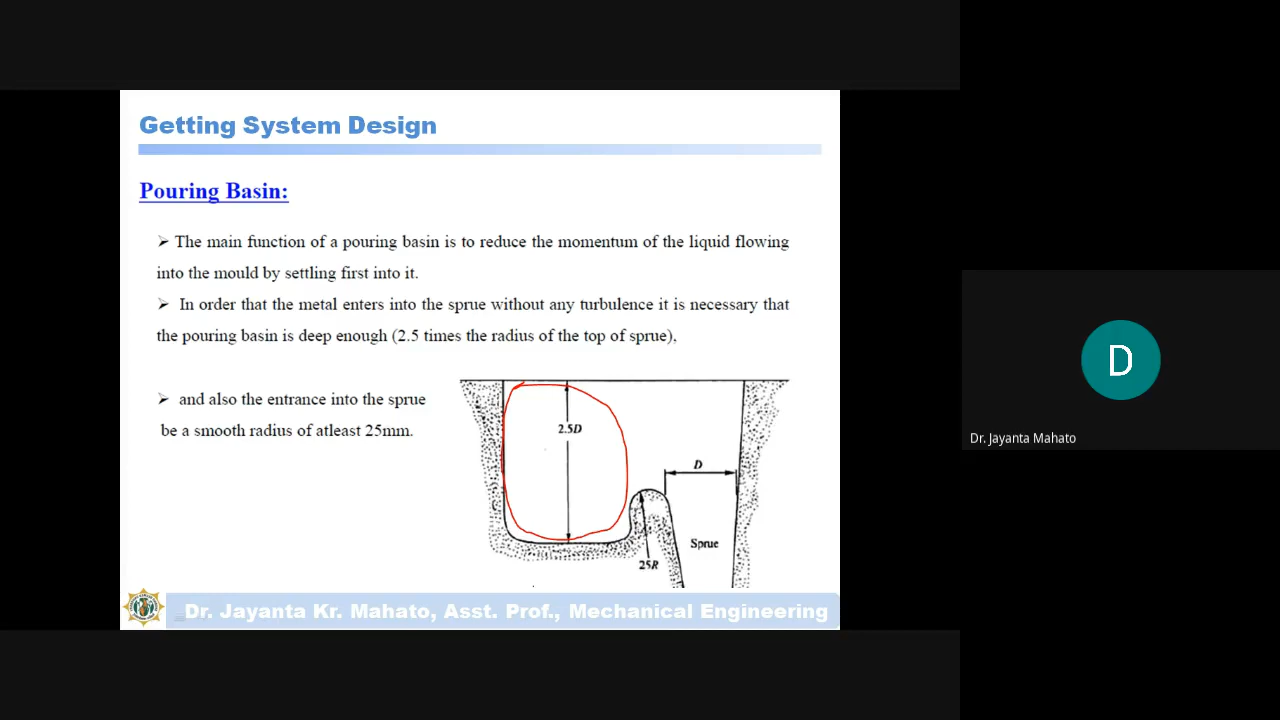 Getting System Design
Pouring Basin:
➢ The main function of a pouring basin is to reduce the momentum of the liquid flowing
into the mould by settling first into it.
➢ In order that the metal enters into the sprue without any turbulence it is necessary that
the pouring basin is deep enough (2.5 times the radius of the top of sprue),
➢ and also the entrance into the sprue
be a smooth radius of atleast 25mm.
2.5D
D
Sprue
25R
Dr. Jayanta Kr. Mahato, Asst. Prof., Mechanical Engineering
D
Dr. Jayanta Mahato